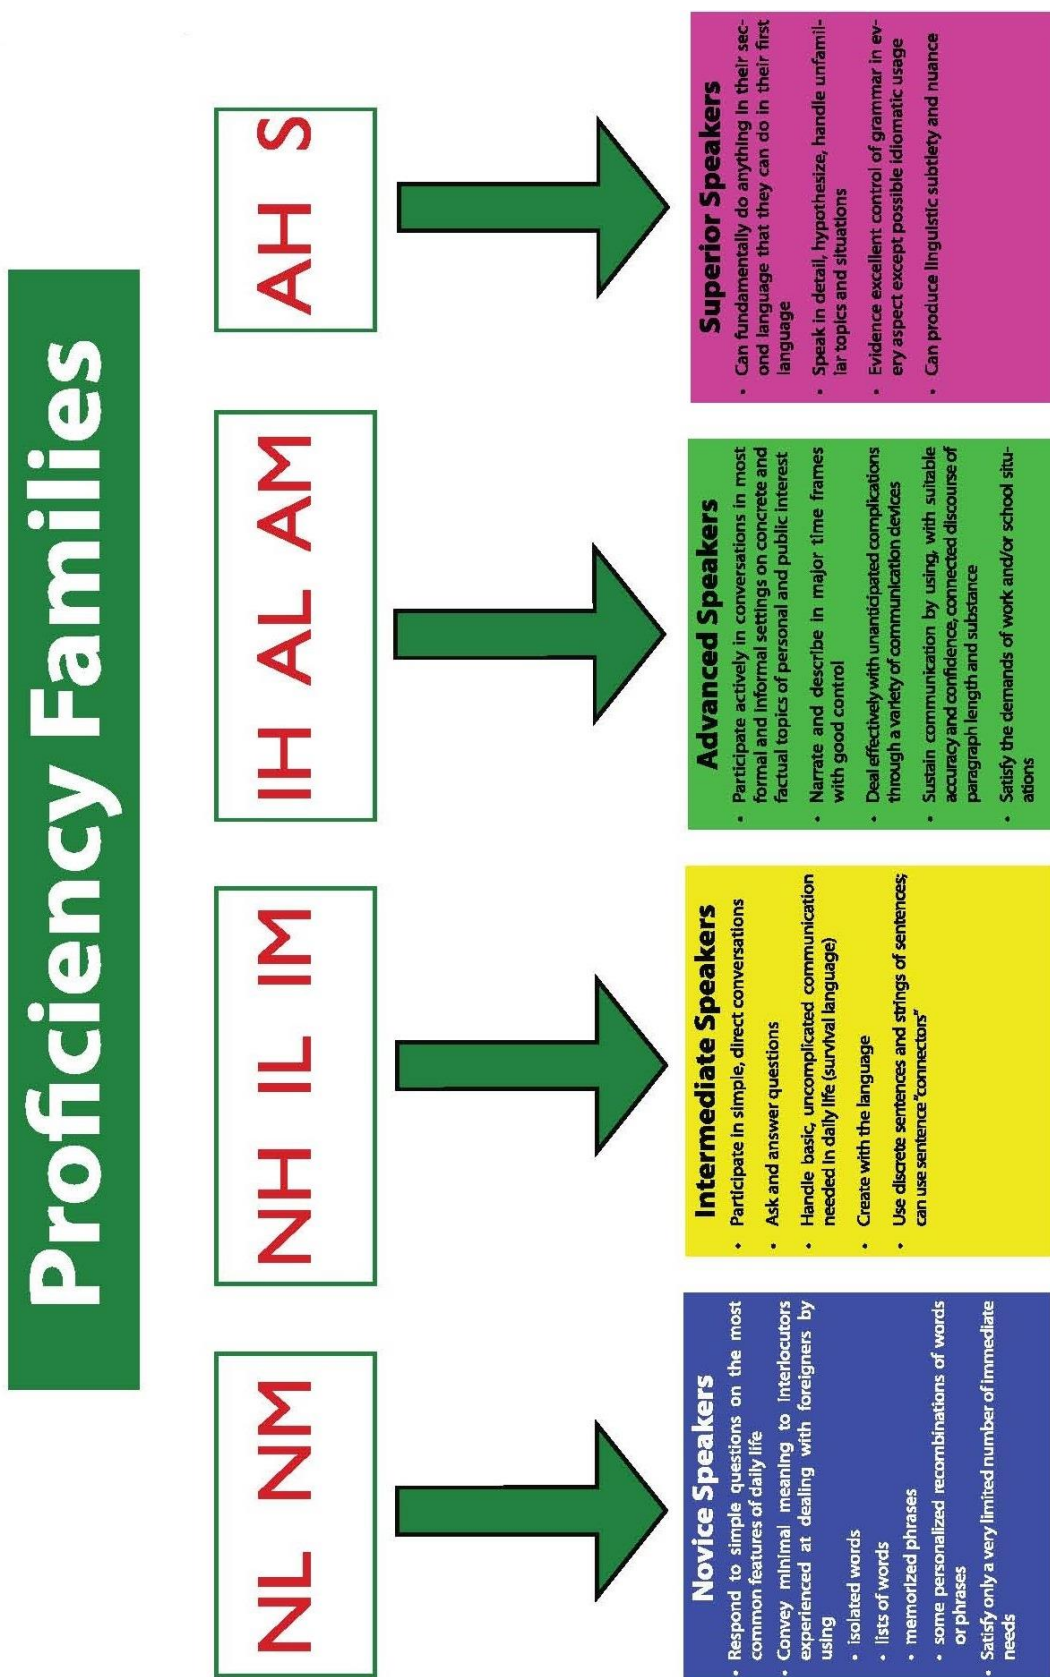 Proficiency Families
NL NM
NH IL IM
IH AL AM
AH S
Novice Speakers
• Respond to simple questions on the most
common features of daily life
• Convey minimal meaning to interlocutors
experienced at dealing with foreigners by
using
• isolated words
• lists of words
• memorized phrases
• some personalized recombinations of words
or phrases
• Satisfy only a very limited number of immediate
needs
Intermediate Speakers
• Participate in simple, direct conversations
• Ask and answer questions
• Handle basic, uncomplicated communication
needed in daily life (survival language)
• Create with the language
• Use discrete sentences and strings of sentences;
can use sentence "connectors"
Advanced Speakers
• Participate actively in conversations in most
formal and informal settings on concrete and
factual topics of personal and public interest
• Narrate and describe in major time frames
with good control
• Deal effectively with unanticipated complications
through a variety of communication devices
• Sustain communication by using, with suitable
accuracy and confidence, connected discourse of
paragraph length and substance
• Satisfy the demands of work and/or school situ-
ations
Superior Speakers
• Can fundamentally do anything in their sec-
ond language that they can do in their first
language
• Speak in detail, hypothesize, handle unfamil-
iar topics and situations
• Evidence excellent control of grammar in ev-
ery aspect except possible idiomatic usage
• Can produce linguistic subtlety and nuance